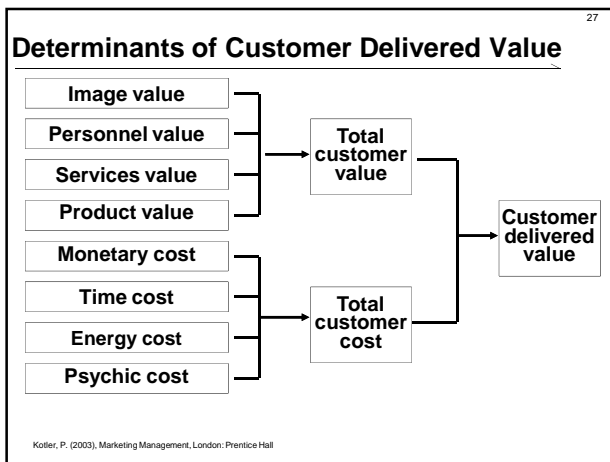 27
Determinants of Customer Delivered Value
Image value
Personnel value
Services value
Product value
Monetary cost
Time cost
Energy cost
Psychic cost
Total
customer
value
Total
customer
cost
Customer
delivered
value
Kotler, P. (2003), Marketing Management, London: Prentice Hall